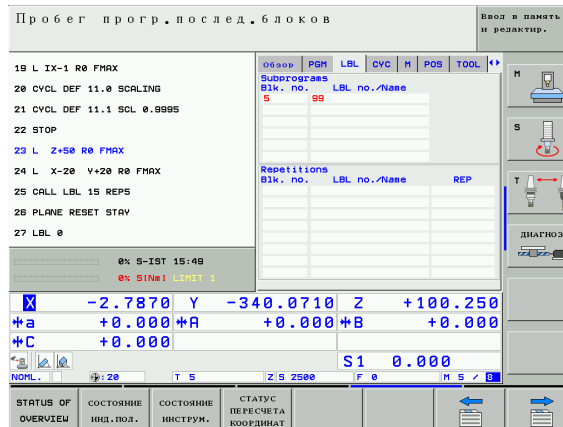 Пробег прогр.послед.блоков
Ввод в память
и редактир.
19 L IX-1 R0 FMAX
20 CYCL DEF 11.0 SCALING
21 CYCL DEF 11.1 SCL 0.9995
22 STOP
23 L Z+50 R0 FMAX
24 L X-20 Y+20 R0 FMAX
25 CALL LBL 15 REP5
26 PLANE RESET STAY
27 LBL 0
Обзор PGM LBL CYC M POS TOOL
Subprograms
Blk. no. LBL no./Name
5 99
Repetitions
Blk. no. LBL no./Name REP
M
S
T
ДИАГНОЗ
0% S-IST 15:49
0% S[Nm] LIMIT 1
X -2.7870 Y -340.0710 Z +100.250
a +0.000 A +0.000 B +0.000
C +0.000
S1 0.000
NOML. : 20 T 5 Z S 2500 F 0 M 5 / 8
STATUS OF
OVERVIEW
СОСТОЯНИЕ
ИНД.ПОЛ.
СОСТОЯНИЕ
ИНСТРУМ.
СТАТУС
ПЕРЕСЧЕТА
КООРДИНАТ